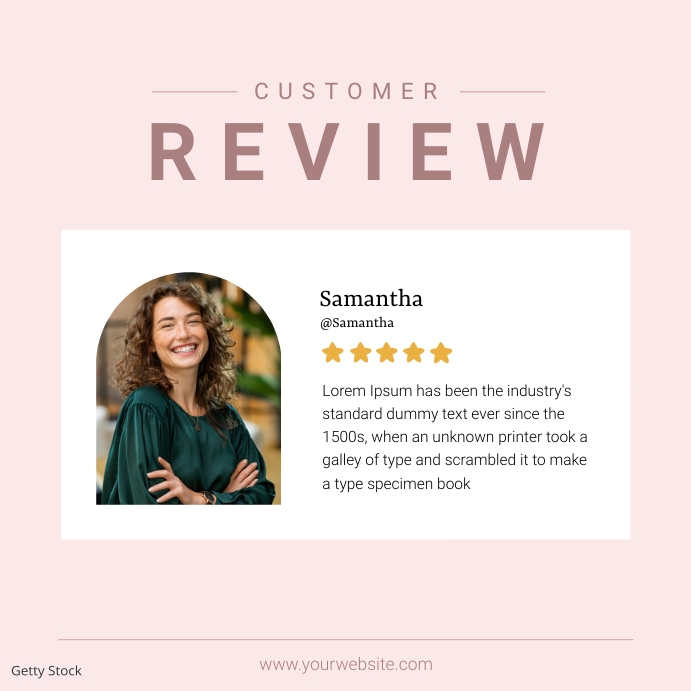 CUSTOMER
REVIEW
Samantha
@Samantha
Lorem Ipsum has been the industry's
standard dummy text ever since the
1500s, when an unknown printer took a
galley of type and scrambled it to make
a type specimen book
www.yourwebsite.com
Getty Stock